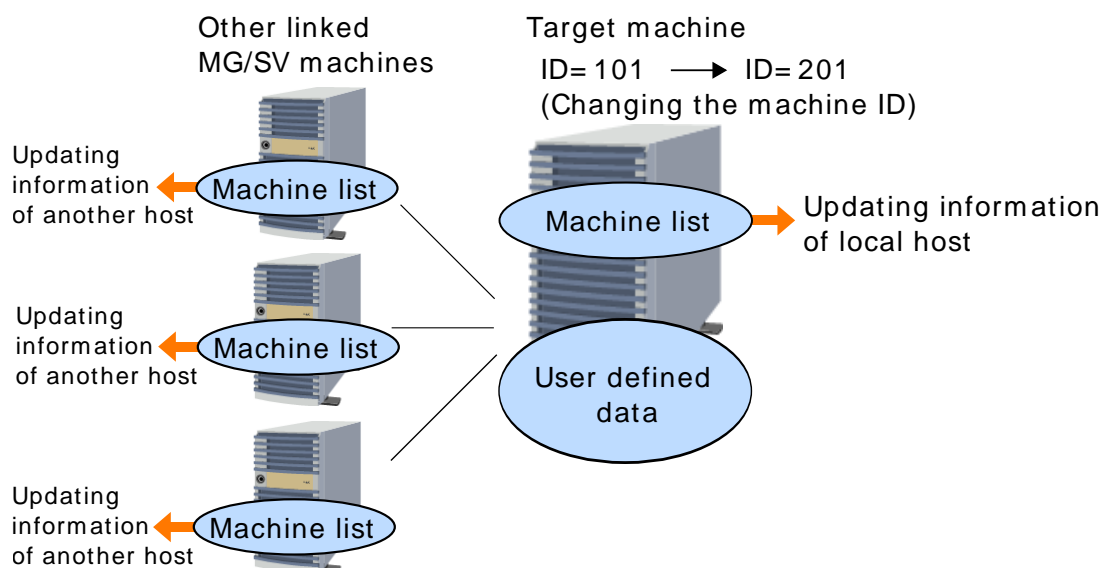 Other linked
MG/SV machines
Target machine
ID=101 → ID=201
(Changing the machine ID)
Updating
information
of another host
Machine list
Machine list
Updating information
of local host
Updating
information
of another host
Machine list
User defined
data
Updating
information
of another host
Machine list